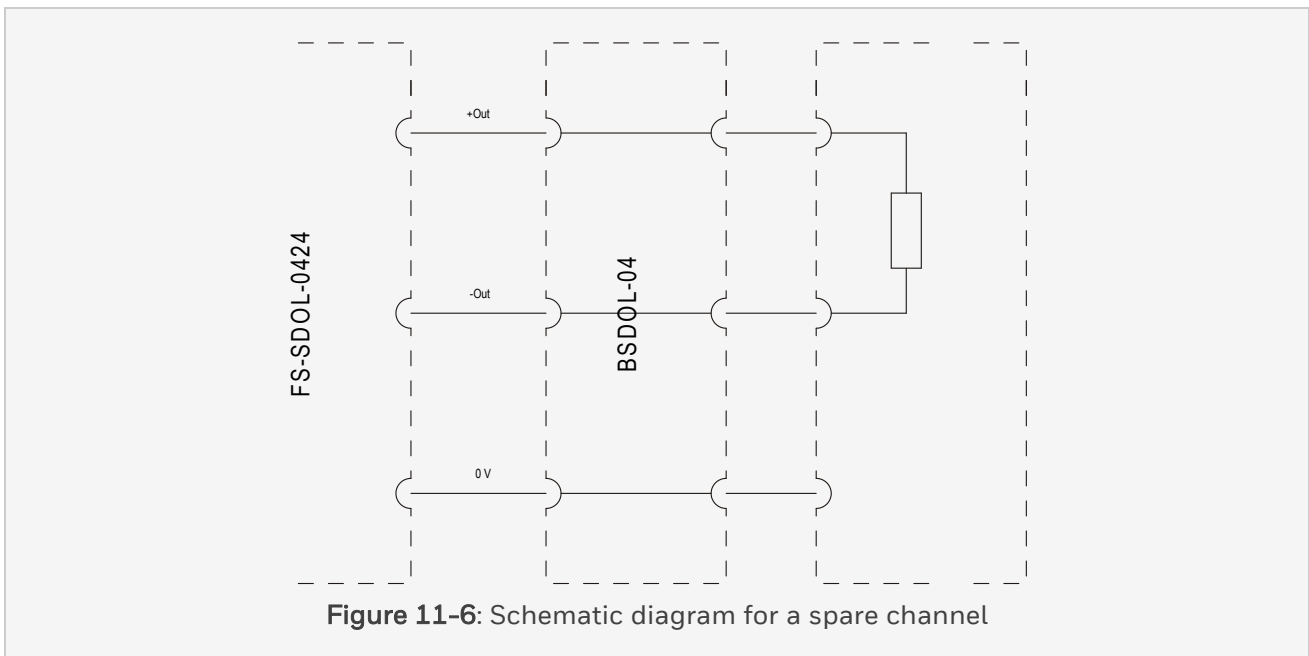 +Out
-Out
FS-SDOL-0424
BSDOL-04
0 V
Figure 11-6: Schematic diagram for a spare channel